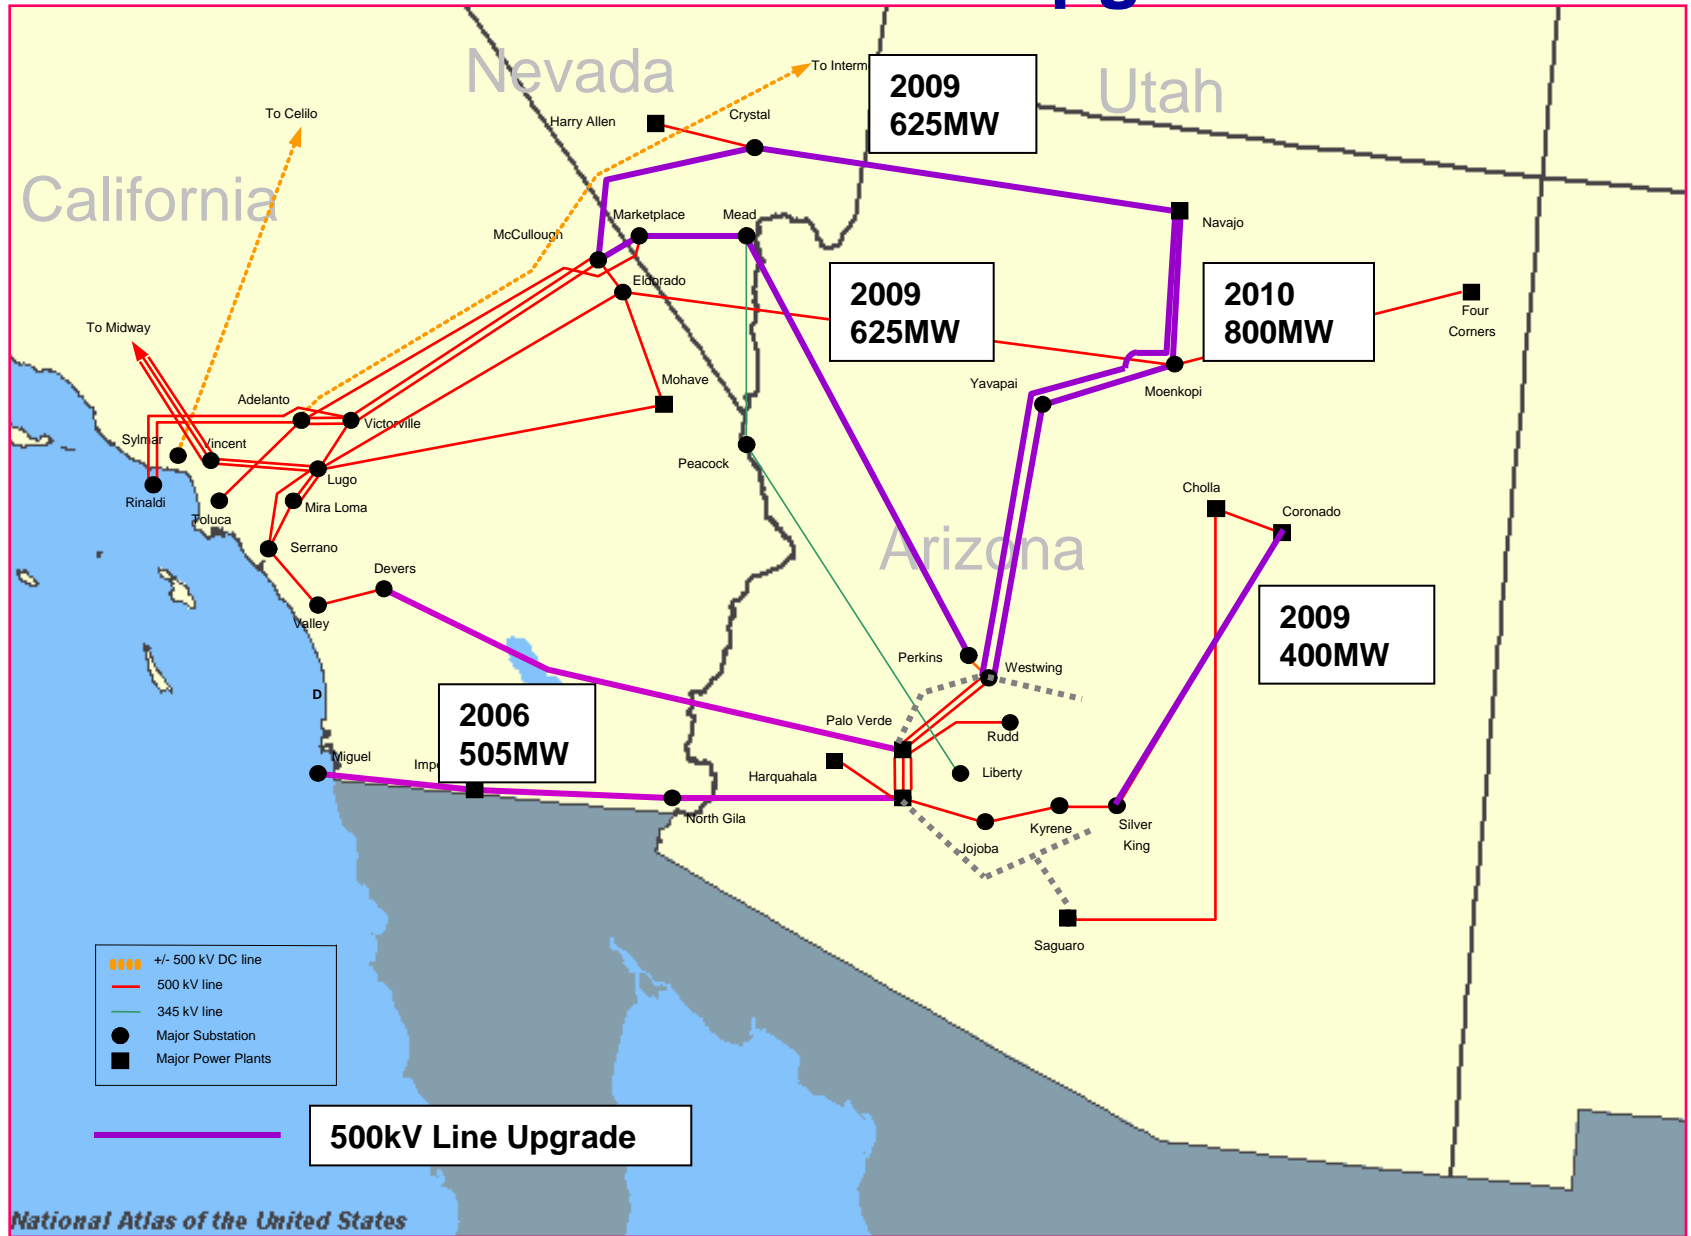 Nevada
Utah
California
Arizona
To Celilo
To Midway
Harry Allen
Crystal
2009
625MW
Marketplace
Mead
McCullough
Eldorado
Navajo
2009
625MW
2010
800MW
Four
Corners
Mohave
Yavapai
Moenkopi
Adelanto
Victorville
Sylmar
Vincent
Lugo
Rinaldi
Toluca
Mira Loma
Serrano
Peacock
Cholla
Coronado
Devers
Valley
2009
400MW
Perkins
Westwing
D
2006
505MW
Palo Verde
Rudd
Miguel
Harquahala
Liberty
North Gila
Jojoba
Kyrene
Silver
King
Saguaro
+/- 500 kV DC line
500 kV line
345 kV line
Major Substation
Major Power Plants
500kV Line Upgrade
National Atlas of the United States